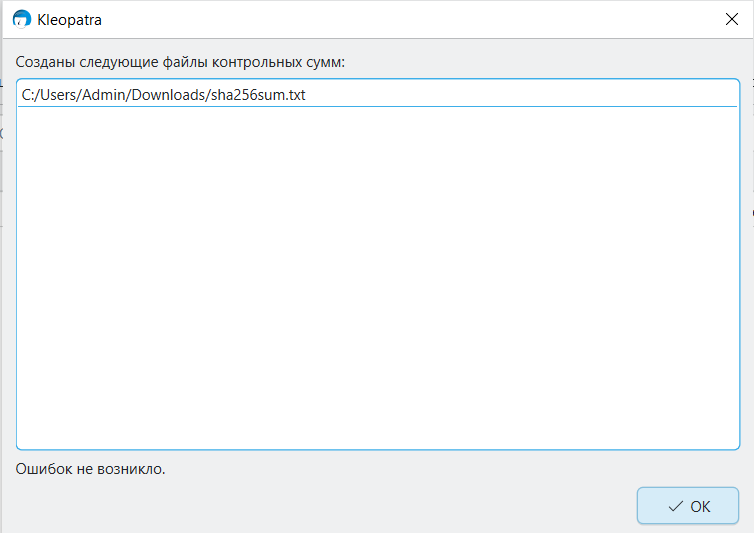 Kleopatra
Созданы следующие файлы контрольных сумм:
C:/Users/Admin/Downloads/sha256sum.txt
Ошибок не возникло.
OK